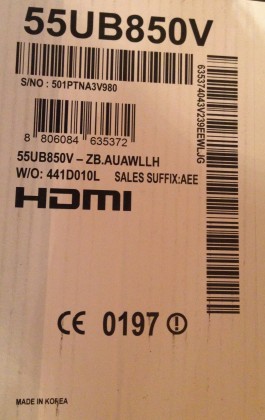 55UB850V
S/NO : 501PTNA3V980
635374043V239EEWLJG
8 806084 635372
55UB850V – ZB.AUAWLLH
W/O: 441D010L SALES SUFFIX:AEE
HDMI
CE 0197
MADE IN KOREA